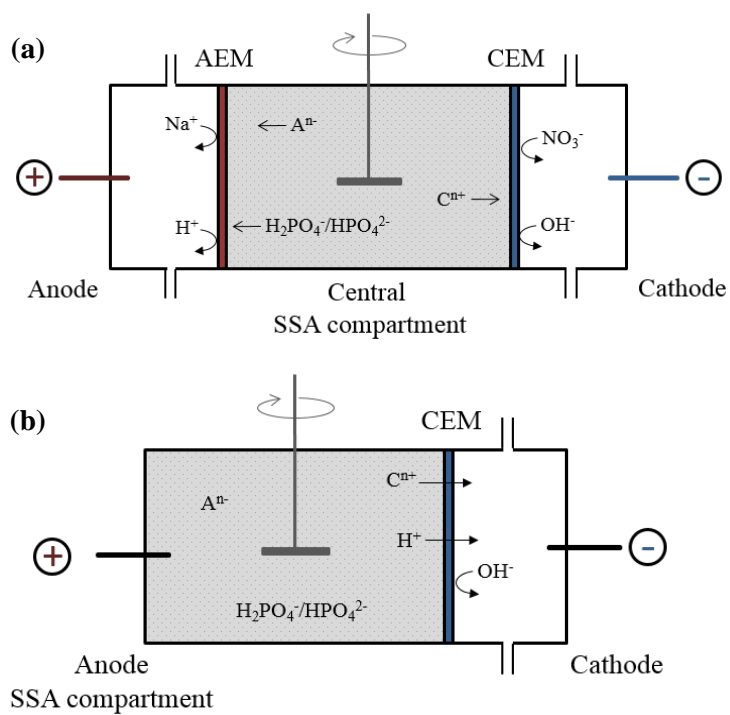 (a)
AEM
CEM
Na⁺
Aⁿ⁻
NO₃⁻
+
-
Cⁿ⁺
H⁺
H₂PO₄⁻/HPO₄²⁻
OH⁻
Anode
Central
SSA compartment
Cathode
(b)
CEM
Cⁿ⁺
Aⁿ⁻
H⁺
+
-
OH⁻
H₂PO₄⁻/HPO₄²⁻
Anode
SSA compartment
Cathode